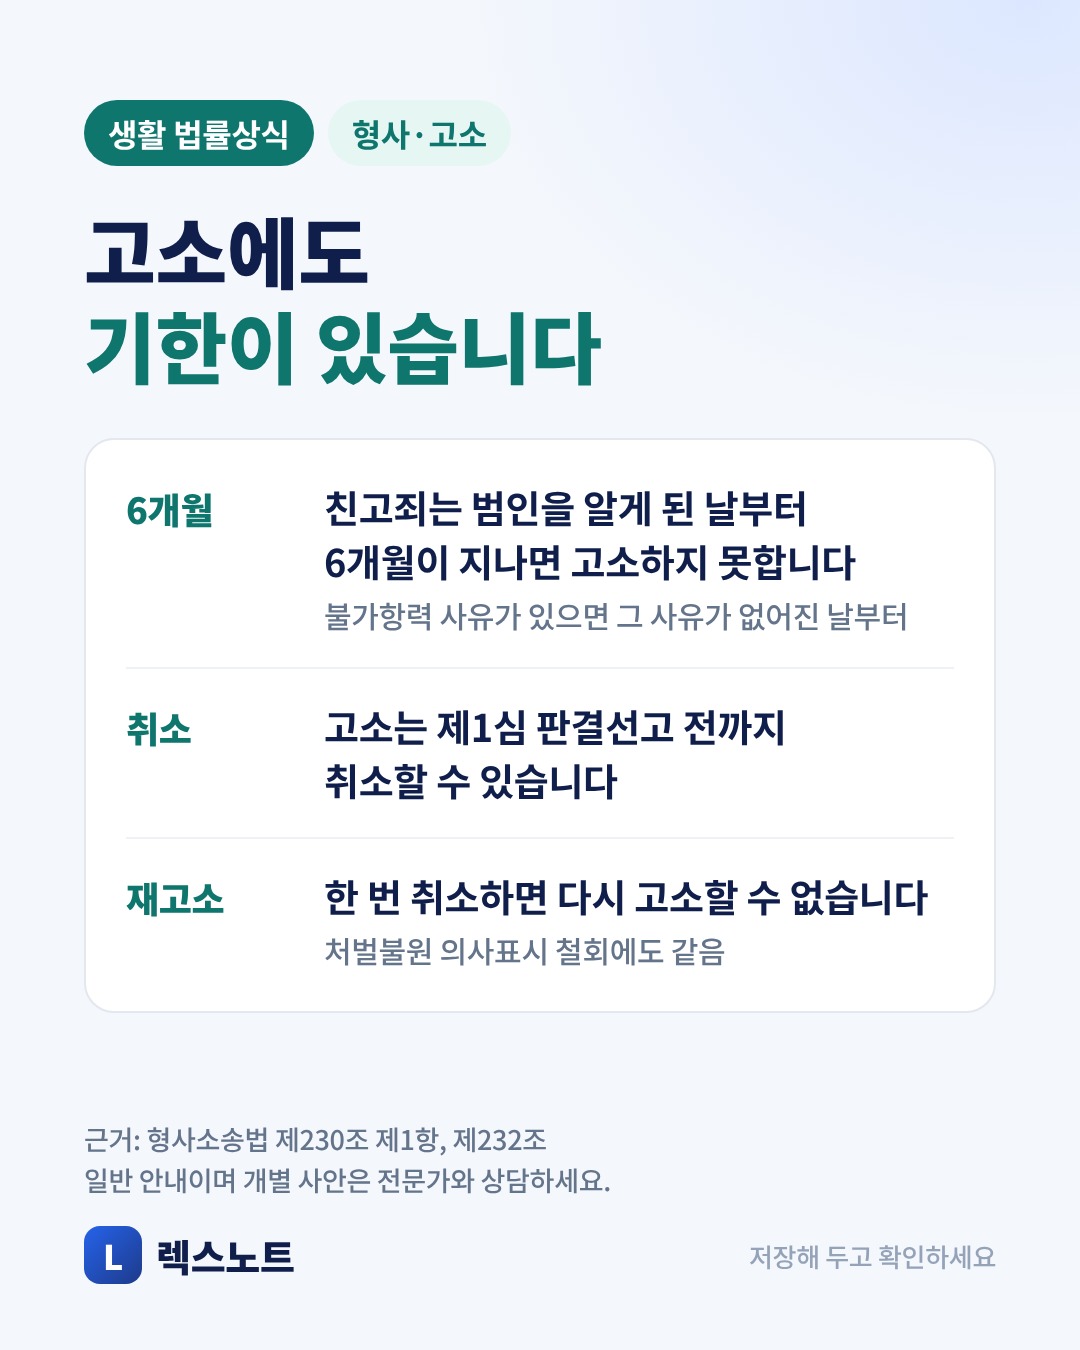 생활 법률상식
형사·고소
고소에도
기한이 있습니다
6개월
친고죄는 범인을 알게 된 날부터
6개월이 지나면 고소하지 못합니다
불가항력 사유가 있으면 그 사유가 없어진 날부터
취소
고소는 제1심 판결선고 전까지
취소할 수 있습니다
재고소
한 번 취소하면 다시 고소할 수 없습니다
처벌불원 의사표시 철회에도 같음
근거: 형사소송법 제230조 제1항, 제232조
일반 안내이며 개별 사안은 전문가와 상담하세요.
L 렉스노트
저장해 두고 확인하세요